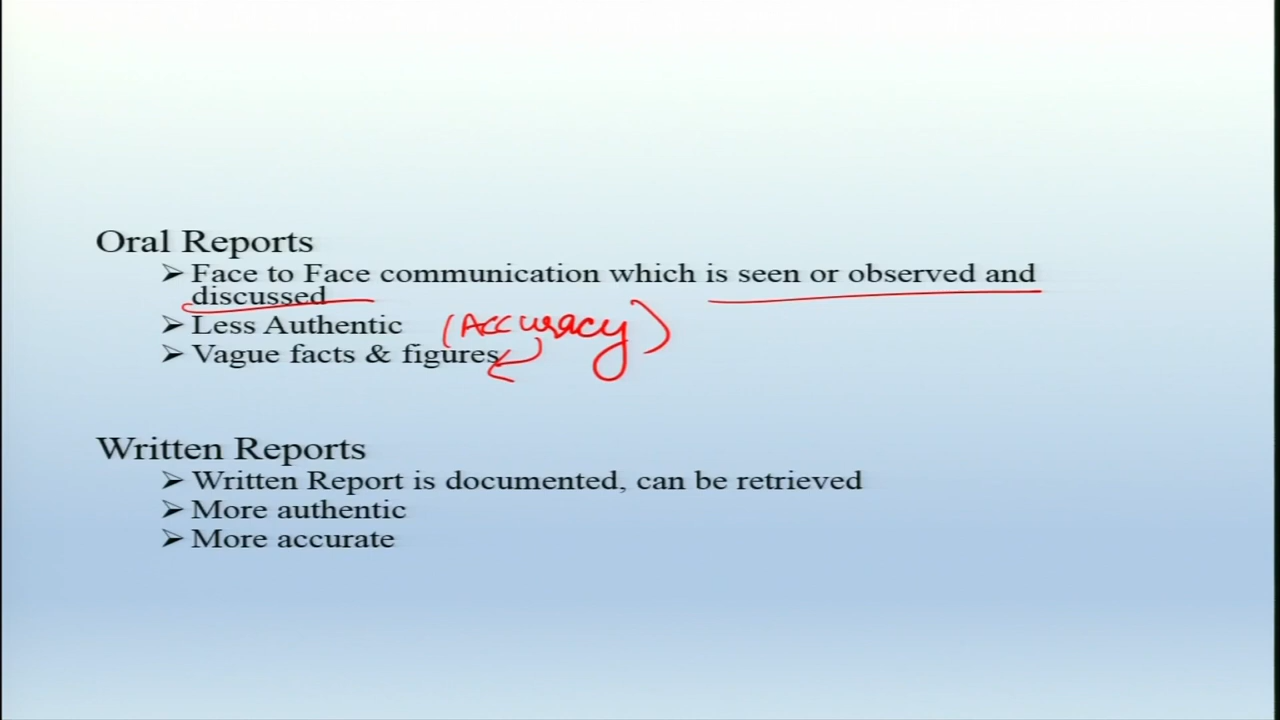 Oral Reports
➢ Face to Face communication which is seen or observed and
discussed
➢ Less Authentic (Accuracy)
➢ Vague facts & figures
Written Reports
➢ Written Report is documented, can be retrieved
➢ More authentic
➢ More accurate